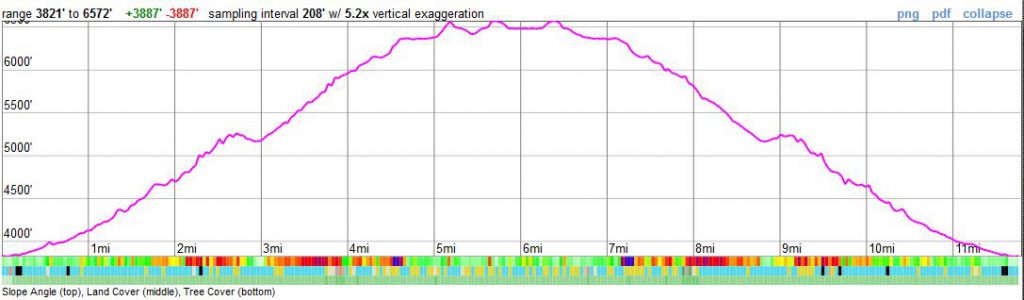 range 3821' to 6572' +3887' -3887' sampling interval 208' w/ 5.2x vertical exaggeration png pdf collapse
6000'
5500'
5000'
4500'
4000'
1mi 2mi 3mi 4mi 5mi 6mi 7mi 8mi 9mi 10mi 11mi
Slope Angle (top), Land Cover (middle), Tree Cover (bottom)